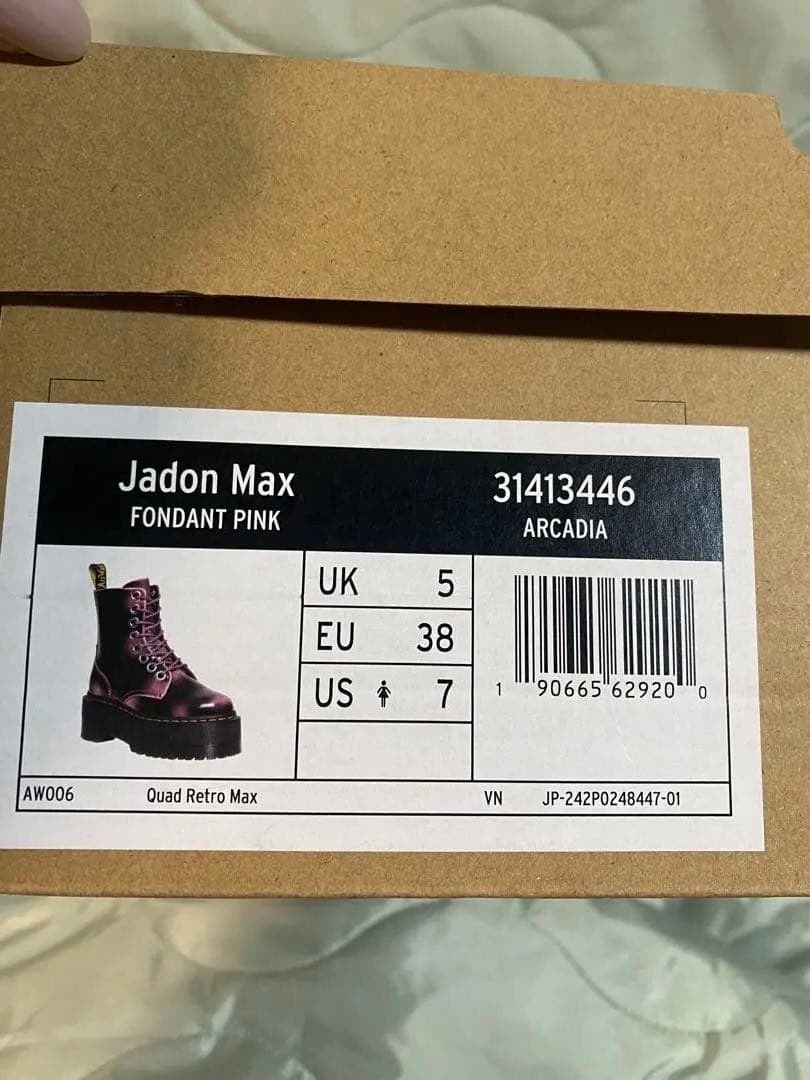 Jadon Max
FONDANT PINK
31413446
ARCADIA
UK 5
EU 38
US 7
1 90665 62920 0
AW006 Quad Retro Max VN JP-242P0248447-01